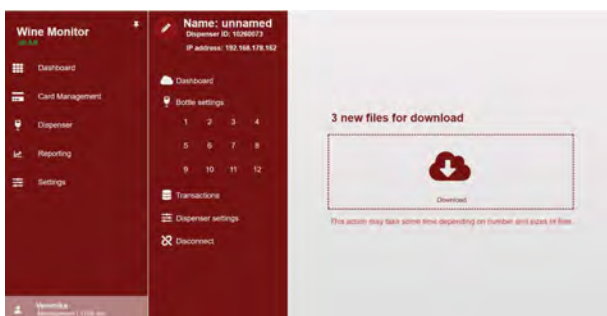 Wine Monitor
Dashboard
Card Management
Dispenser
Reporting
Settings
Veronika
Name: unnamed
Dispenser ID: 10260073
IP address: 192.168.178.162
Dashboard
Bottle settings
1 2 3 4
5 6 7 8
9 10 11 12
Transactions
Dispenser settings
Disconnect
3 new files for download
Download
This action may take some time depending on number and sizes of files